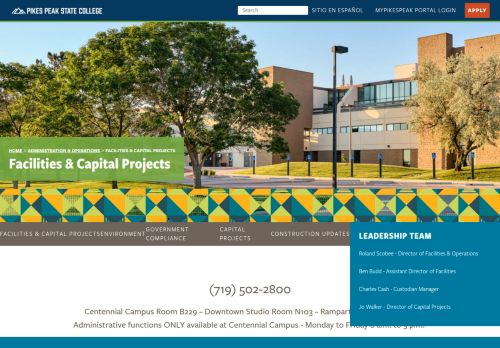 PIKES PEAK STATE COLLEGE
Search
SITIO EN ESPAÑOL
MYPIKESPEAK PORTAL LOGIN
APPLY
HOME > ADMINISTRATION & OPERATIONS > FACILITIES & CAPITAL PROJECTS
Facilities & Capital Projects
FACILITIES & CAPITAL PROJECTS
ENVIRONMENT
GOVERNMENT COMPLIANCE
CAPITAL PROJECTS
CONSTRUCTION UPDATES
LEADERSHIP TEAM
Roland Scobee - Director of Facilities & Operations
Ben Budd - Assistant Director of Facilities
Charles Cash - Custodian Manager
Jo Walker - Director of Capital Projects
(719) 502-2800
Centennial Campus Room B229 – Downtown Studio Room N103 – Rampart
Administrative functions ONLY available at Centennial Campus - Monday to Friday 8 a.m. to 5 p.m.